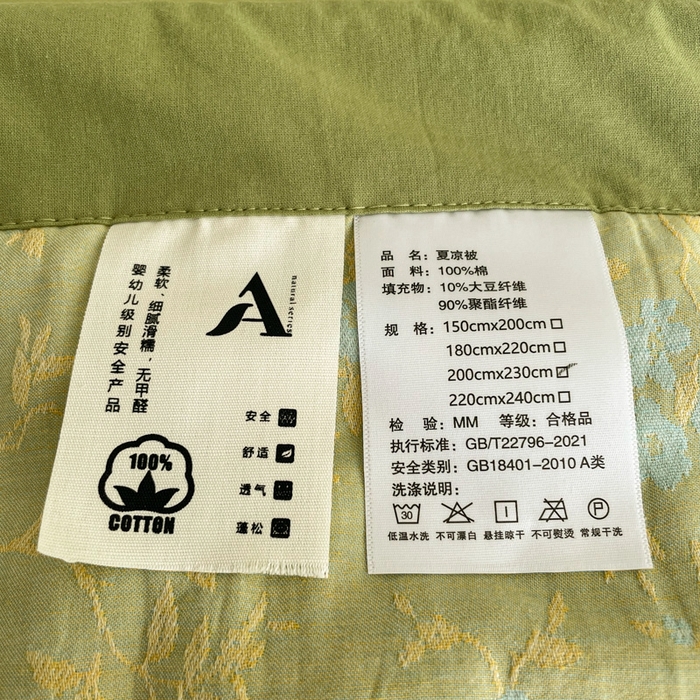 柔软、细腻滑糯,无甲醛
婴幼儿级别安全产品
A
natural series
安全
舒适
透气
蓬松
100%
COTTON
品 名:夏凉被
面 料:100%棉
填充物:10%大豆纤维
90%聚酯纤维
规 格:150cmx200cm
180cmx220cm
200cmx230cm
220cmx240cm
检 验:MM 等级:合格品
执行标准:GB/T22796-2021
安全类别:GB18401-2010 A类
洗涤说明:
30
P
低温水洗 不可漂白 悬挂晾干 不可熨烫 常规干洗